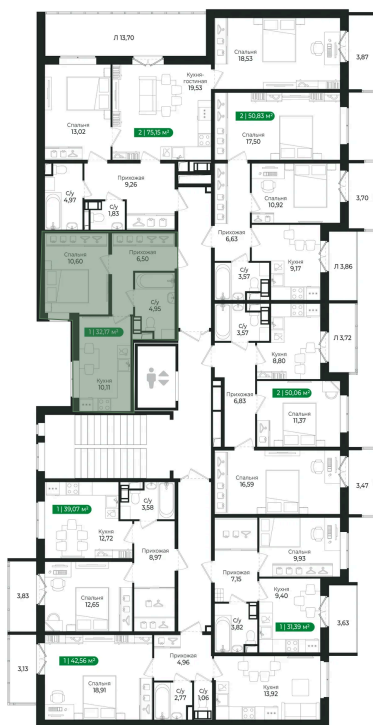 Л 13,70
Спальня
18,53
3,87
Кухня-
гостиная
19,53
Спальня
13,02
2 | 75,15 м²
2 | 50,83 м²
Спальня
17,50
С/у
4,97
С/у
1,83
Прихожая
9,26
Спальня
10,92
3,70
Прихожая
6,63
Спальня
10,60
Прихожая
6,50
Кухня
9,17
Л 3,86
С/у
3,57
С/у
4,95
1 | 32,17 м²
С/у
3,57
Кухня
8,80
Л 3,72
Кухня
10,11
Прихожая
6,83
2 | 50,06 м²
Спальня
11,37
Спальня
16,59
3,47
1 | 39,07 м²
С/у
3,58
Кухня
12,72
Прихожая
8,97
Спальня
9,93
Прихожая
7,15
3,83
Спальня
12,65
Кухня
9,40
С/у
3,82
1 | 31,39 м²
3,63
3,13
1 | 42,56 м²
Спальня
18,91
Прихожая
4,96
С/у
2,77
С/у
1,06
Кухня
13,92